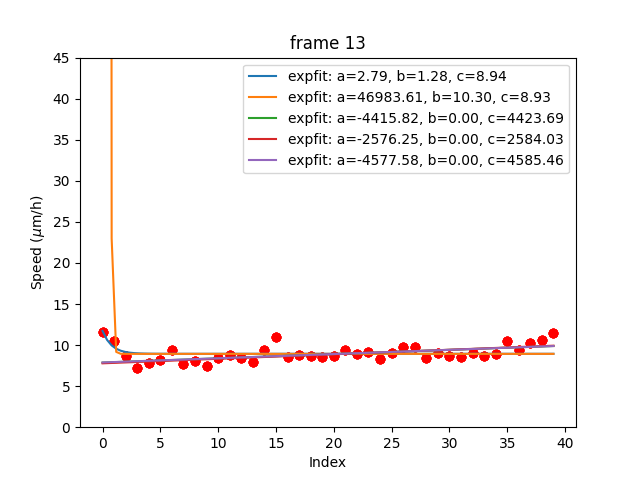 frame 13
45
40
35
30
25
20
15
10
5
0
Speed (μm/h)
expfit: a=2.79, b=1.28, c=8.94
expfit: a=46983.61, b=10.30, c=8.93
expfit: a=-4415.82, b=0.00, c=4423.69
expfit: a=-2576.25, b=0.00, c=2584.03
expfit: a=-4577.58, b=0.00, c=4585.46
0 5 10 15 20 25 30 35 40
Index